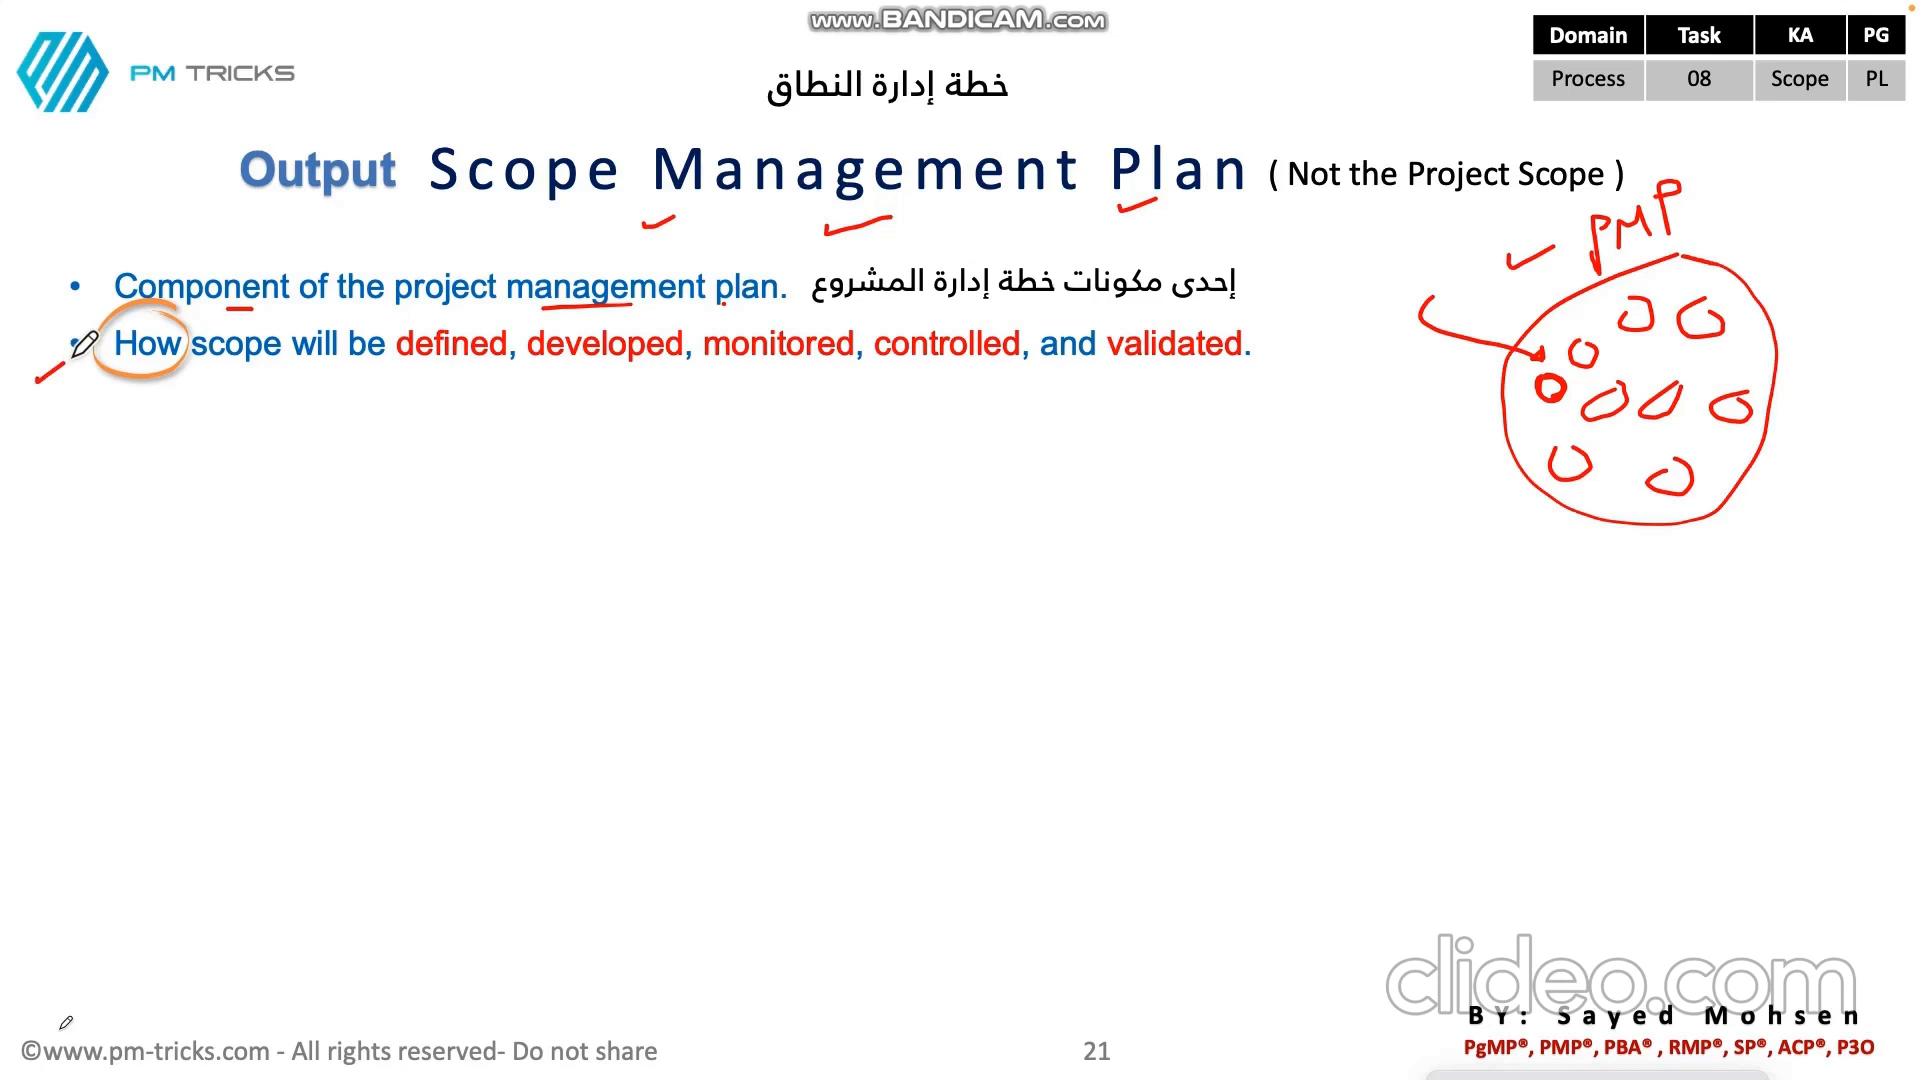 www.BANDICAM.com
PM TRICKS
Domain Task KA PG
Process 08 Scope PL
خطة إدارة النطاق
Output Scope Management Plan ( Not the Project Scope )
PMP
• Component of the project management plan. إحدى مكونات خطة إدارة المشروع
• How scope will be defined, developed, monitored, controlled, and validated.
clideo.com
BY: Sayed Mohsen
©www.pm-tricks.com - All rights reserved- Do not share 21 PgMP®, PMP®, PBA® , RMP®, SP®, ACP®, P3O